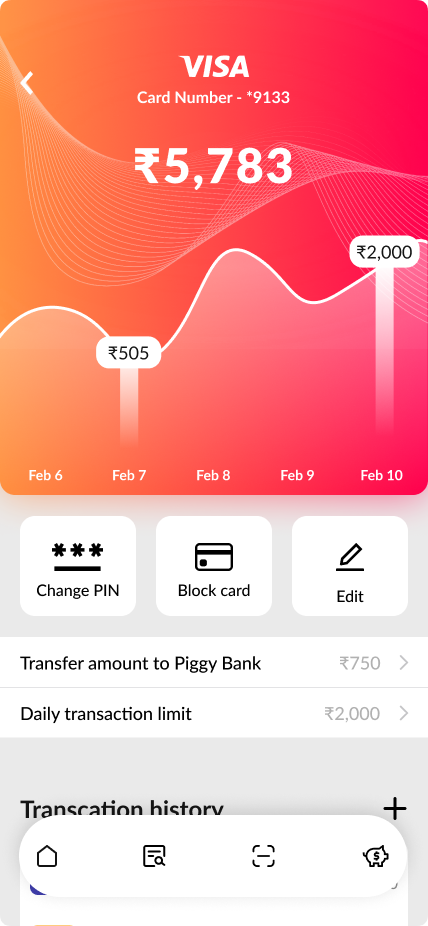 VISA
Card Number - *9133
₹5,783
₹2,000
₹505
Feb 6 Feb 7 Feb 8 Feb 9 Feb 10
*** Change PIN
Block card
Edit
Transfer amount to Piggy Bank ₹750
Daily transaction limit ₹2,000
Transcation history